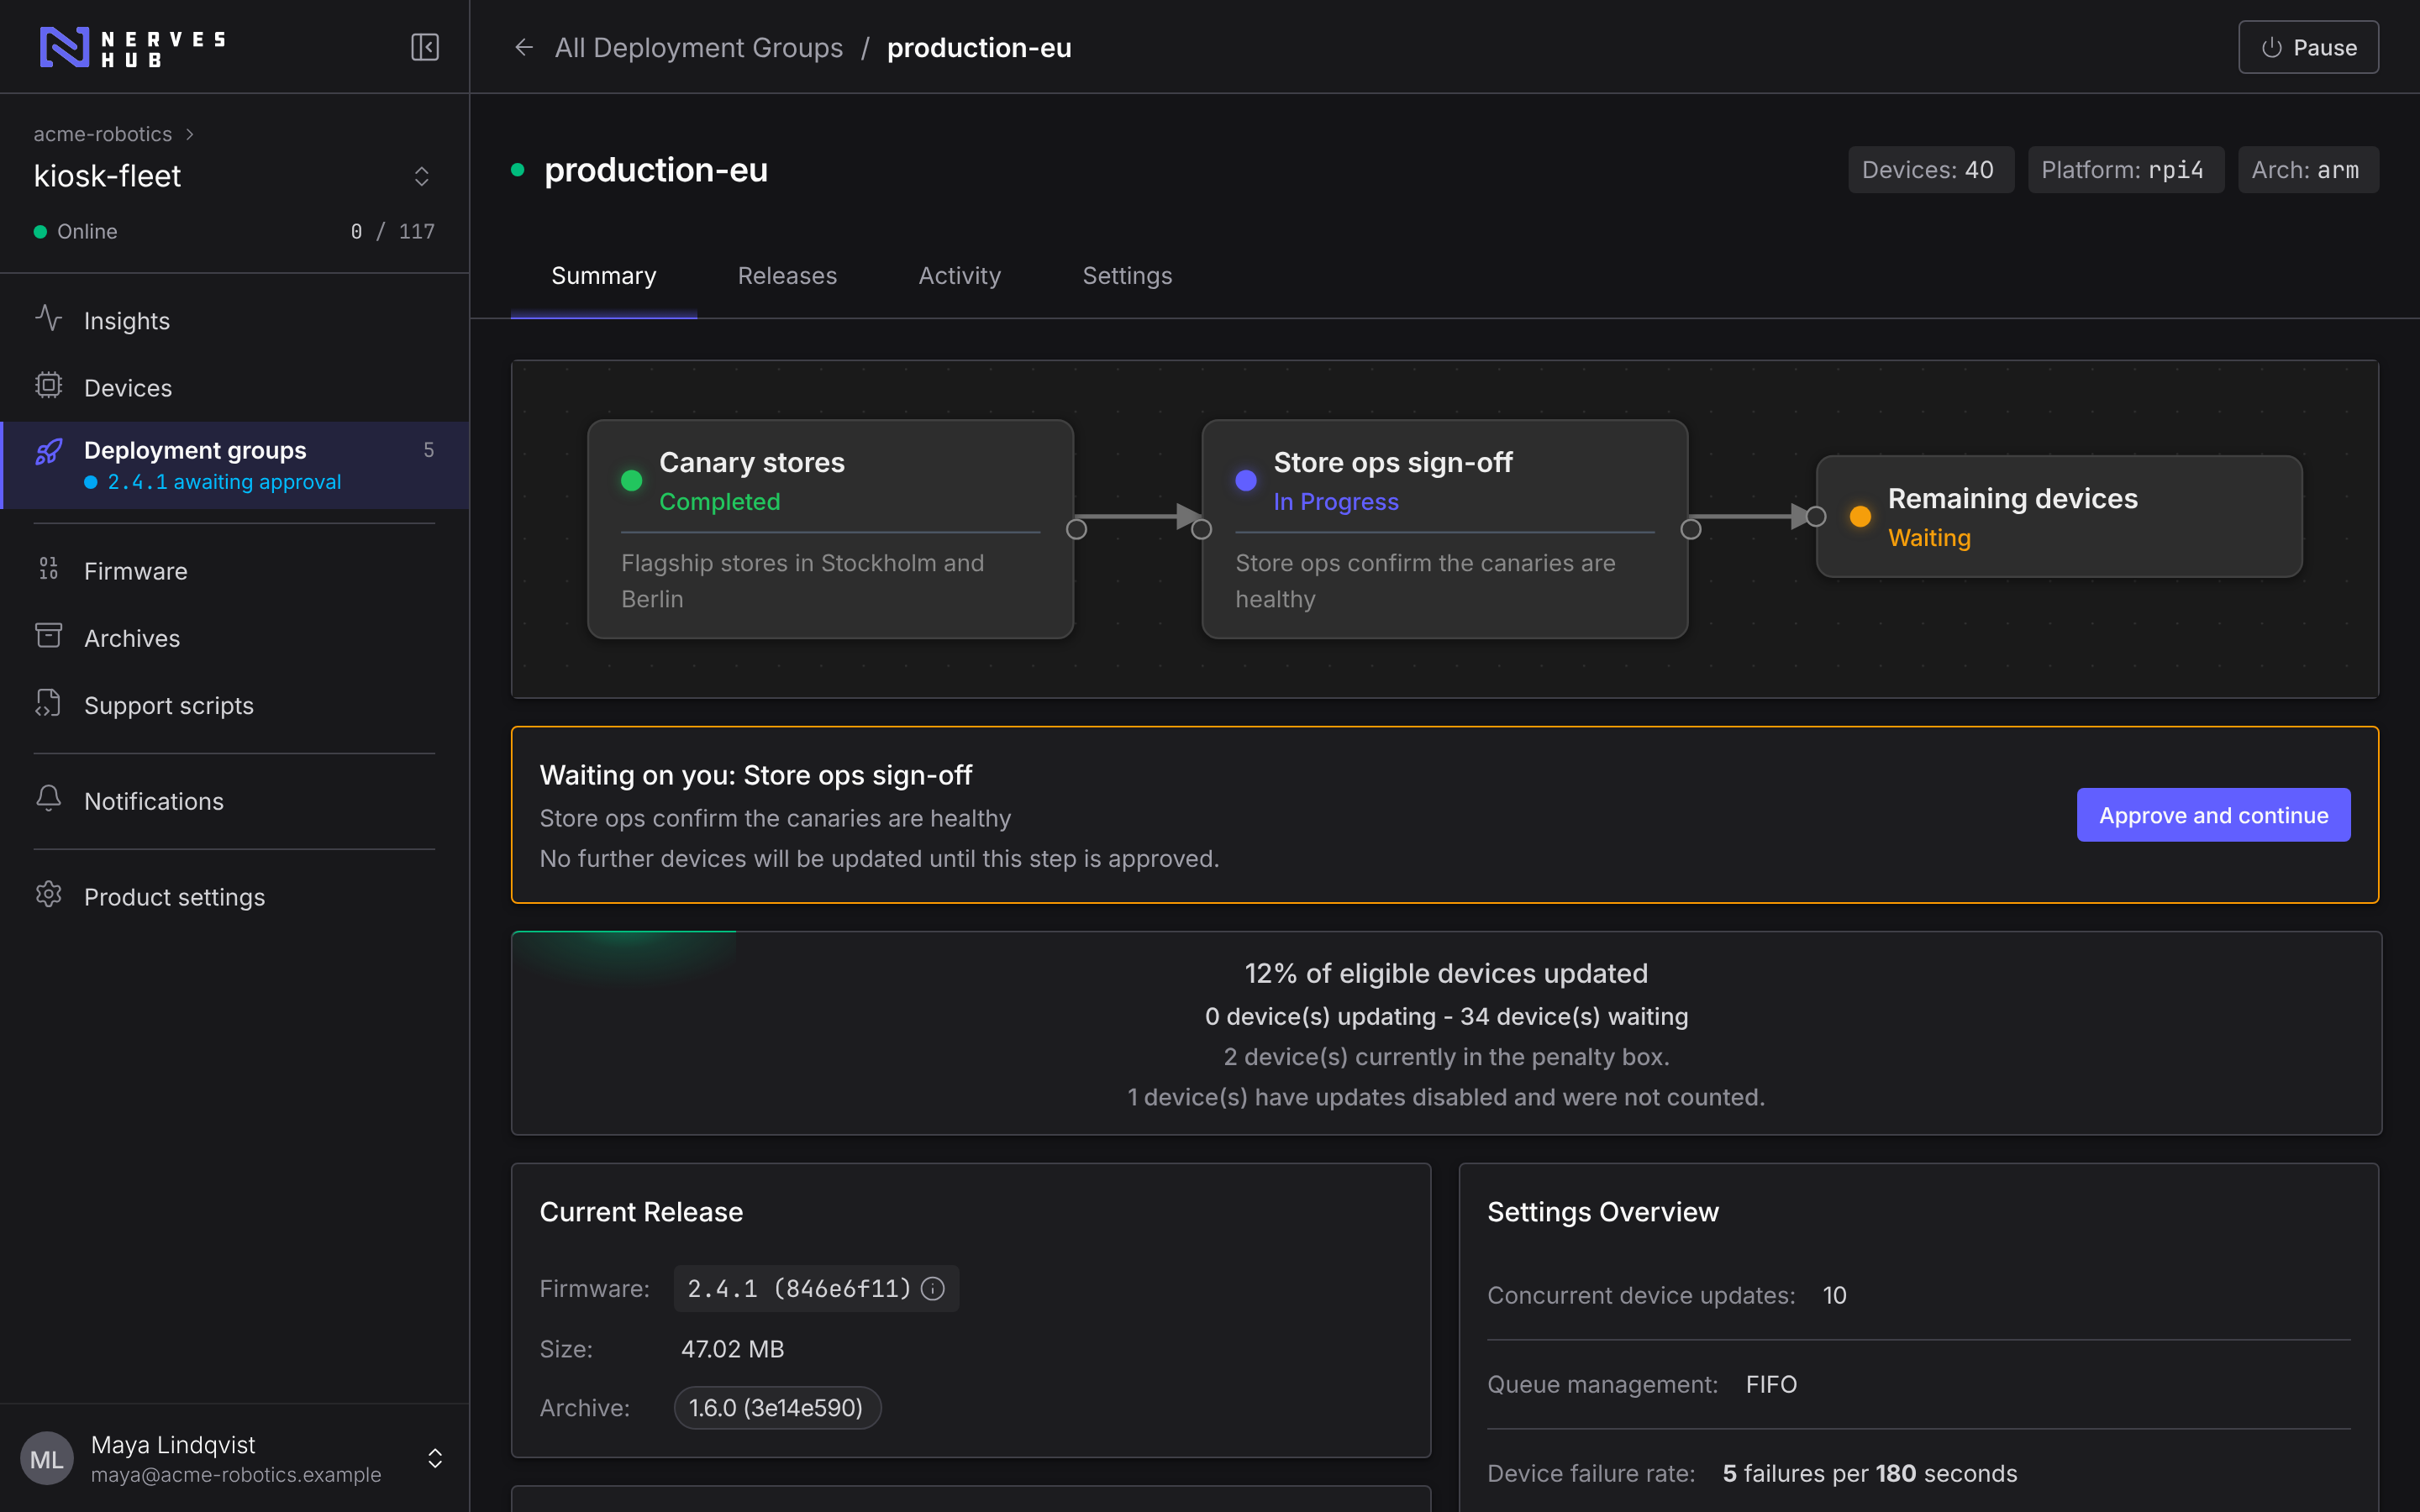 NERVES
HUB
acme-robotics
kiosk-fleet
Online
0 / 117
Insights
Devices
Deployment groups
5
2.4.1 awaiting approval
Firmware
Archives
Support scripts
Notifications
Product settings
ML
Maya Lindqvist
maya@acme-robotics.example
All Deployment Groups / production-eu
Pause
production-eu
Devices: 40
Platform: rpi4
Arch: arm
Summary
Releases
Activity
Settings
Canary stores
Completed
Flagship stores in Stockholm and
Berlin
Store ops sign-off
In Progress
Store ops confirm the canaries are
healthy
Remaining devices
Waiting
Waiting on you: Store ops sign-off
Store ops confirm the canaries are healthy
No further devices will be updated until this step is approved.
Approve and continue
12% of eligible devices updated
0 device(s) updating - 34 device(s) waiting
2 device(s) currently in the penalty box.
1 device(s) have updates disabled and were not counted.
Current Release
Firmware: 2.4.1 (846e6f11)
Size: 47.02 MB
Archive: 1.6.0 (3e14e590)
Settings Overview
Concurrent device updates: 10
Queue management: FIFO
Device failure rate: 5 failures per 180 seconds